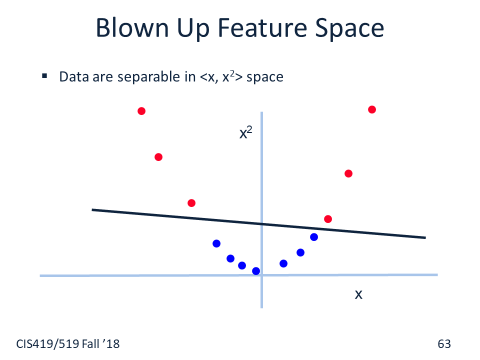 Blown Up Feature Space
▪ Data are separable in <x, x²> space
x²
x
CIS419/519 Fall ’18
63